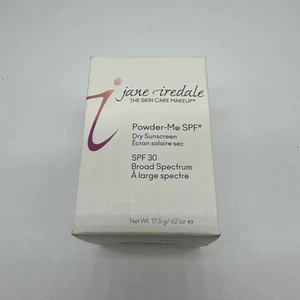 jane iredale
THE SKIN CARE MAKEUP®
Powder-Me SPF®
Dry Sunscreen
Écran solaire sec
SPF 30
Broad Spectrum
À large spectre
Net Wt. 17.5 g/.62 oz e